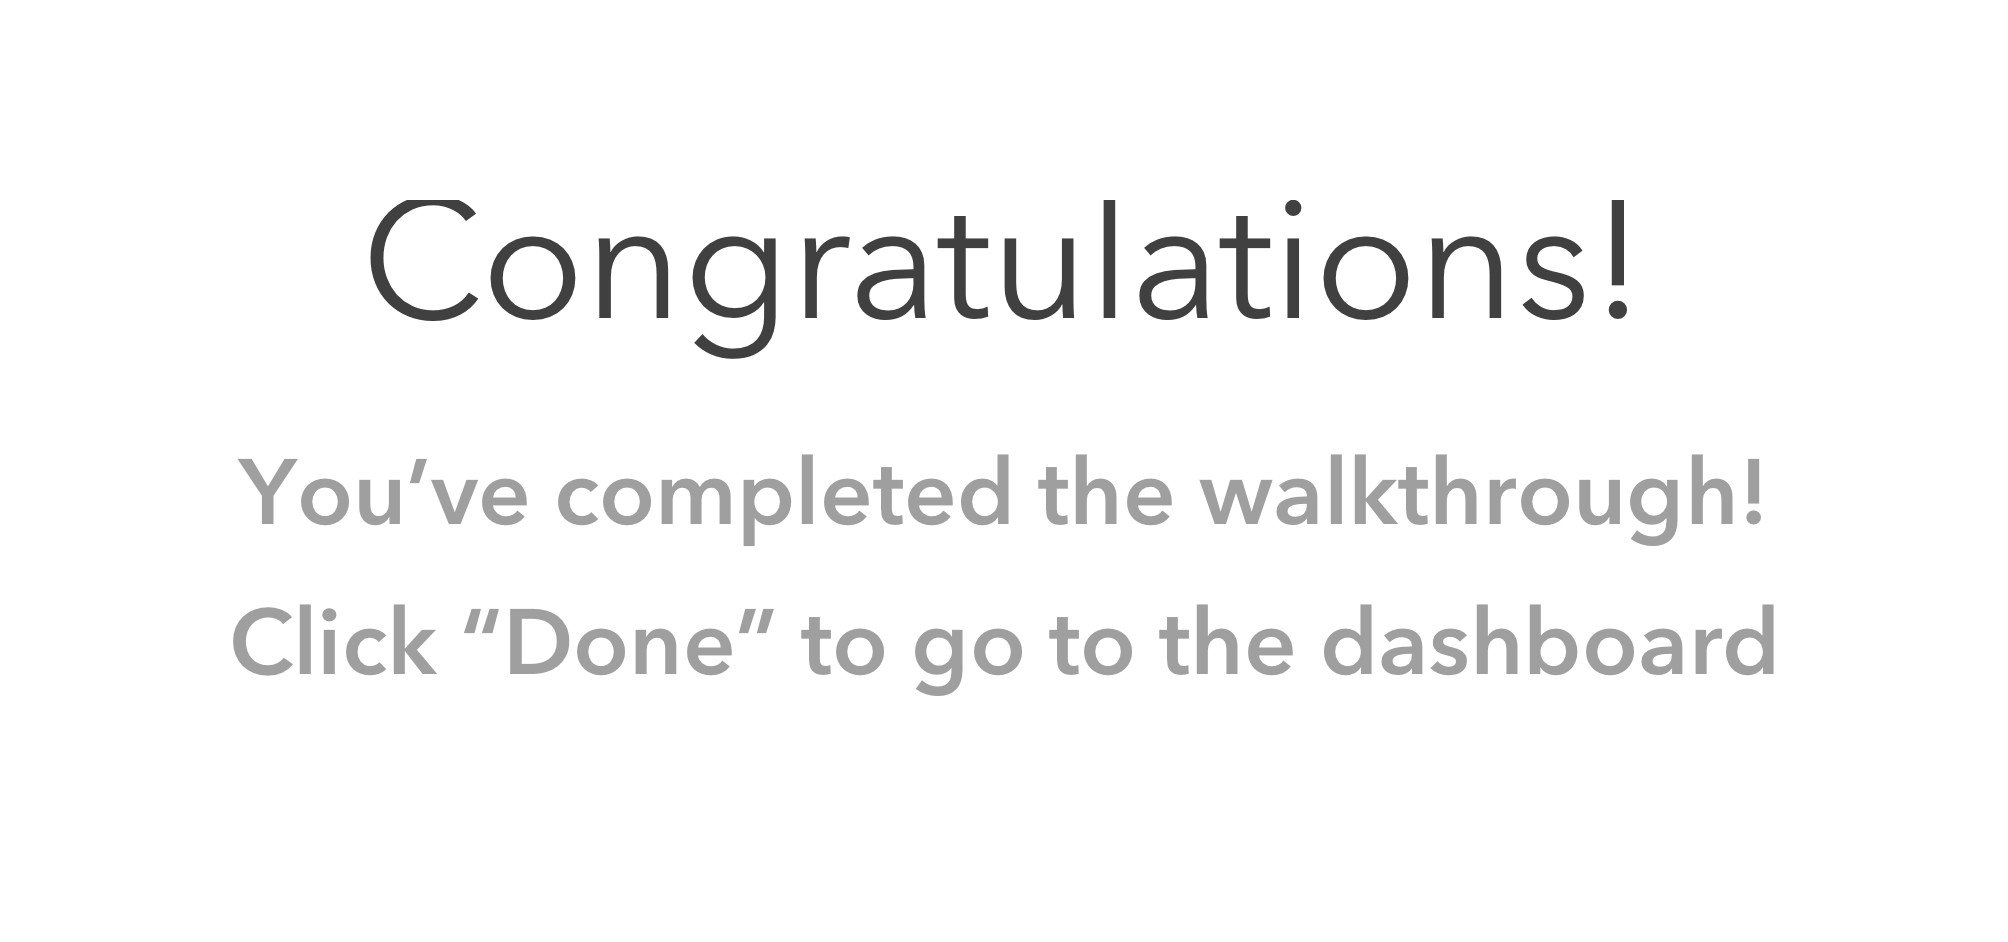 Congratulations!
You’ve completed the walkthrough!
Click “Done” to go to the dashboard